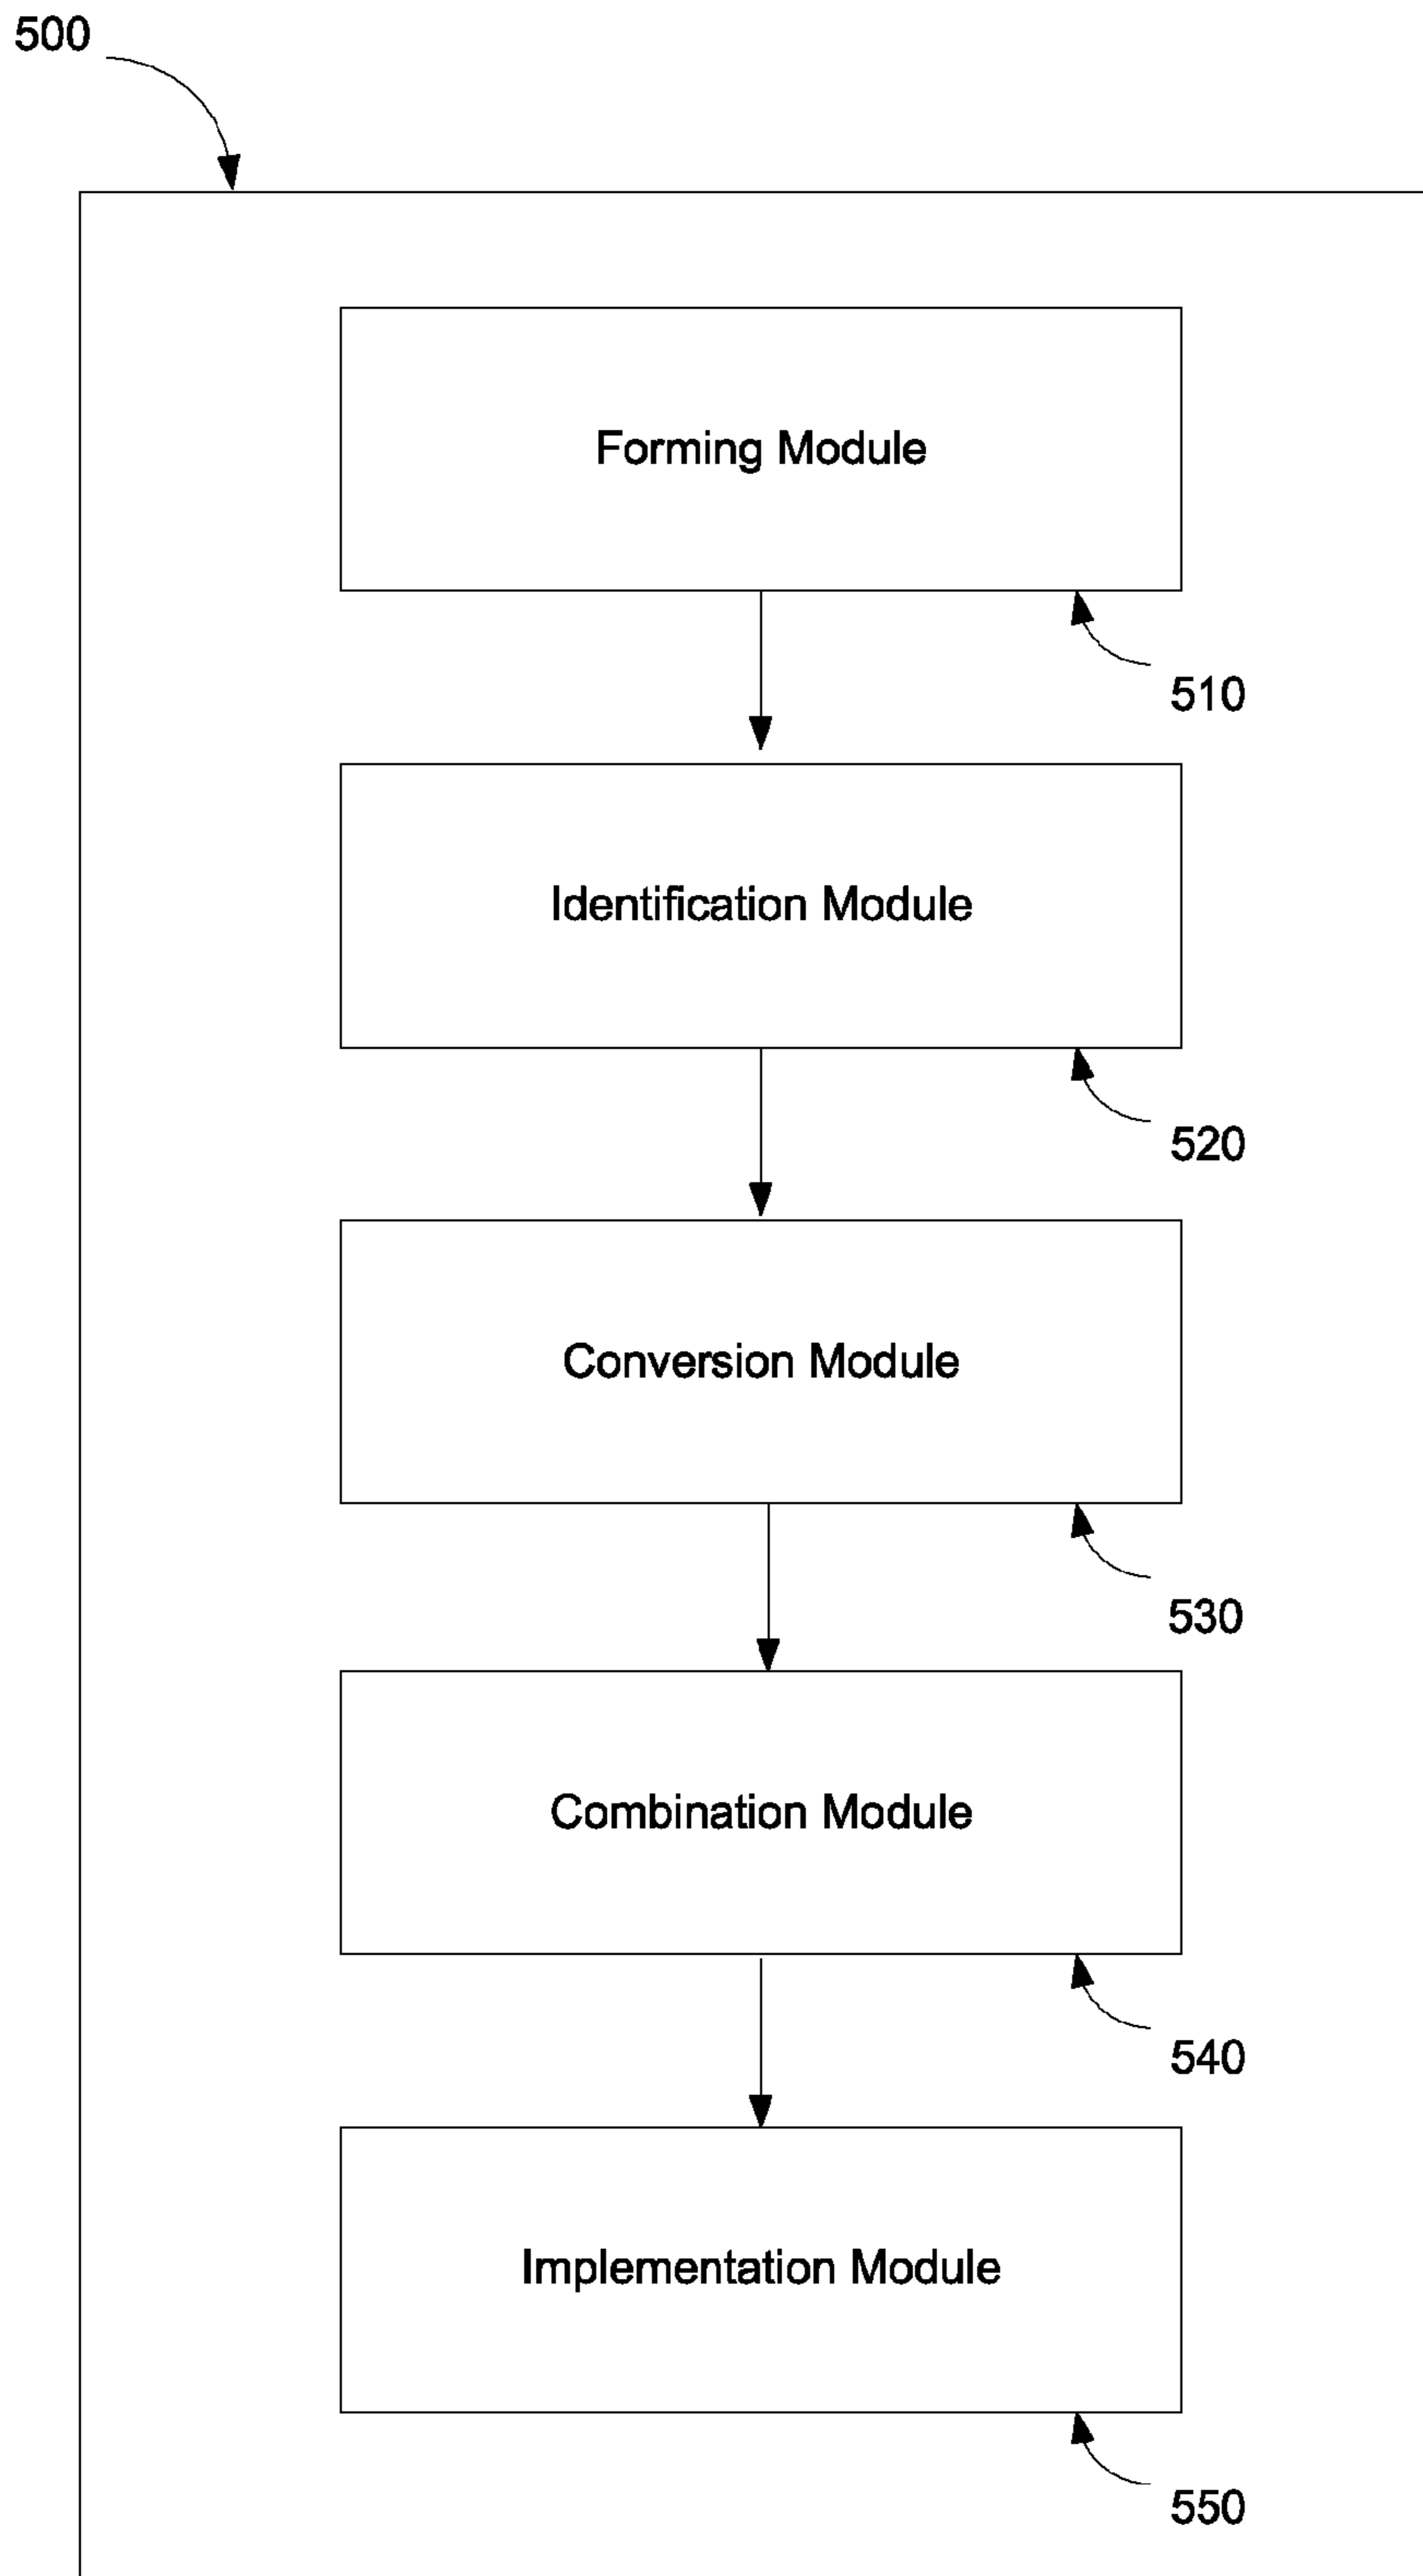 500
Forming Module
510
Identification Module
520
Conversion Module
530
Combination Module
540
Implementation Module
550